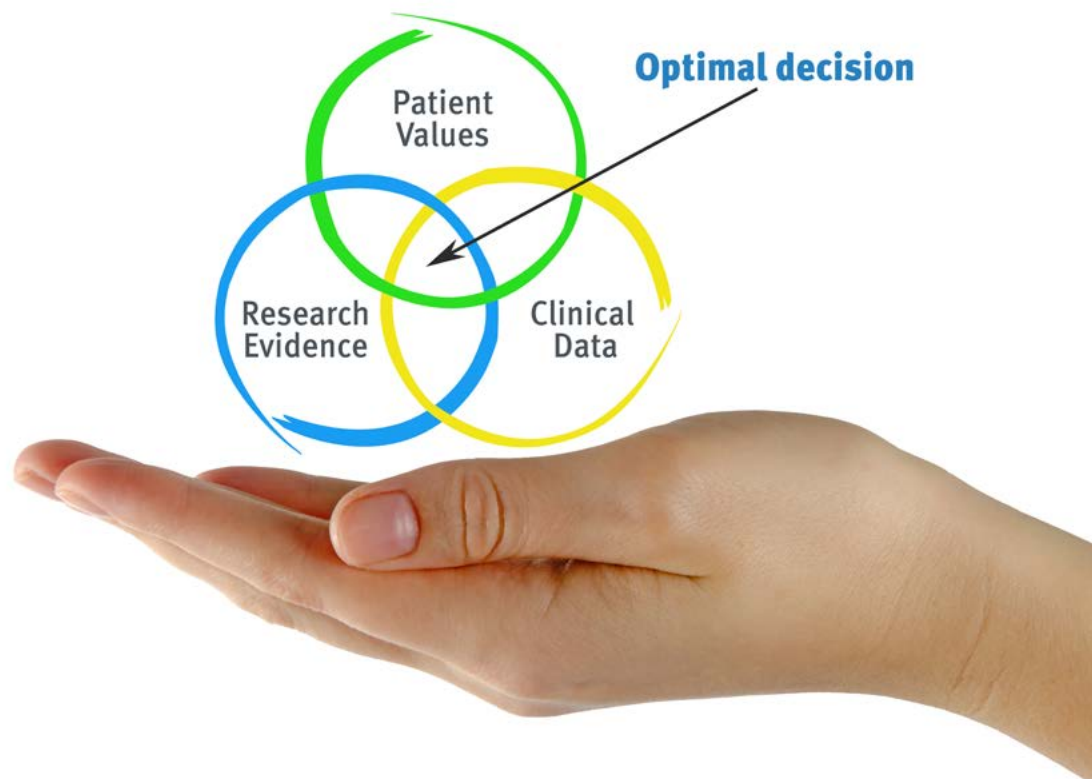 Optimal decision
Patient
Values
Research
Evidence
Clinical
Data